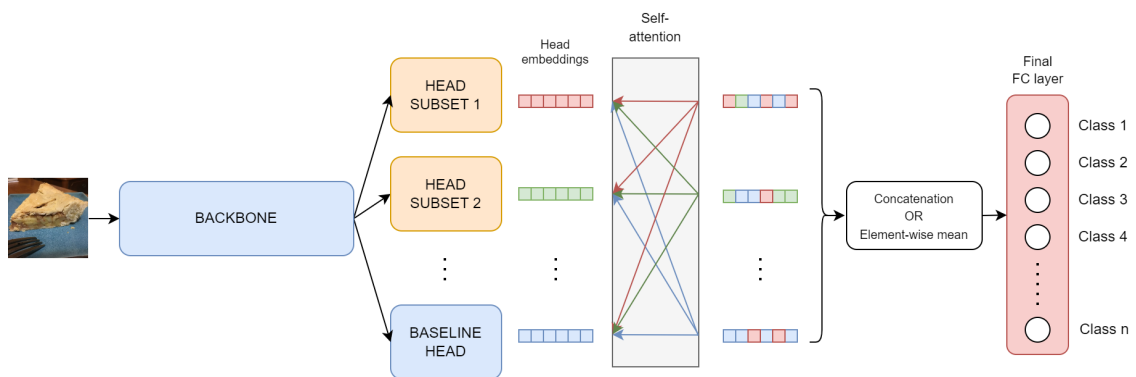 BACKBONE
HEAD
SUBSET 1
HEAD
SUBSET 2
BASELINE
HEAD
Head
embeddings
Self-
attention
Concatenation
OR
Element-wise mean
Final
FC layer
Class 1
Class 2
Class 3
Class 4
Class n